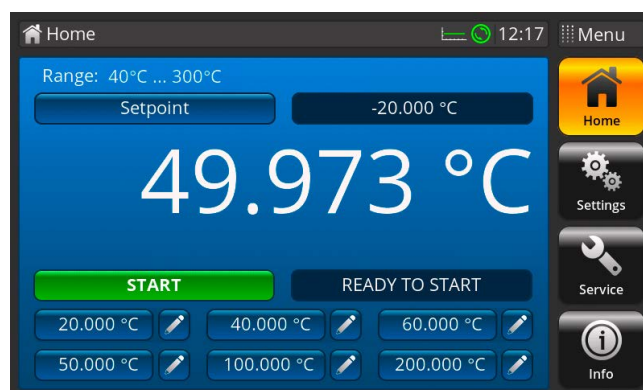 Home
12:17
Menu
Range: 40°C ... 300°C
Setpoint
-20.000 °C
Home
49.973 °C
Settings
START
READY TO START
Service
20.000 °C
40.000 °C
60.000 °C
50.000 °C
100.000 °C
200.000 °C
Info